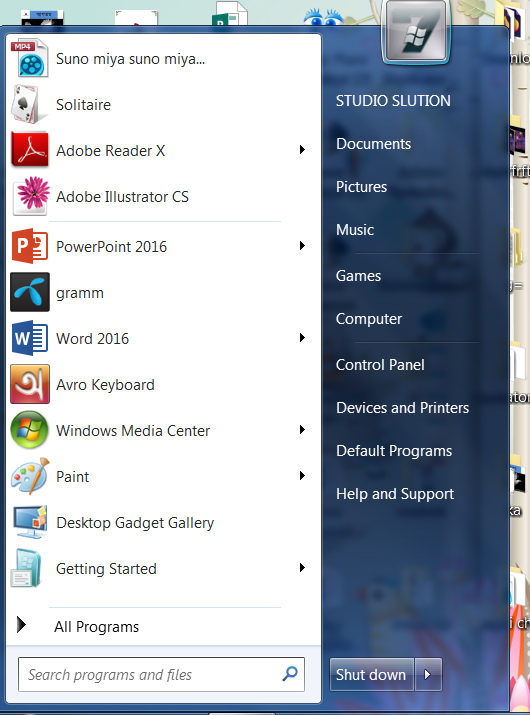 MP4
Suno miya suno miya...
Solitaire
Adobe Reader X
Adobe Illustrator CS
PowerPoint 2016
gramm
Word 2016
Avro Keyboard
Windows Media Center
Paint
Desktop Gadget Gallery
Getting Started
All Programs
Search programs and files
7
STUDIO SLUTION
Documents
Pictures
Music
Games
Computer
Control Panel
Devices and Printers
Default Programs
Help and Support
Shut down